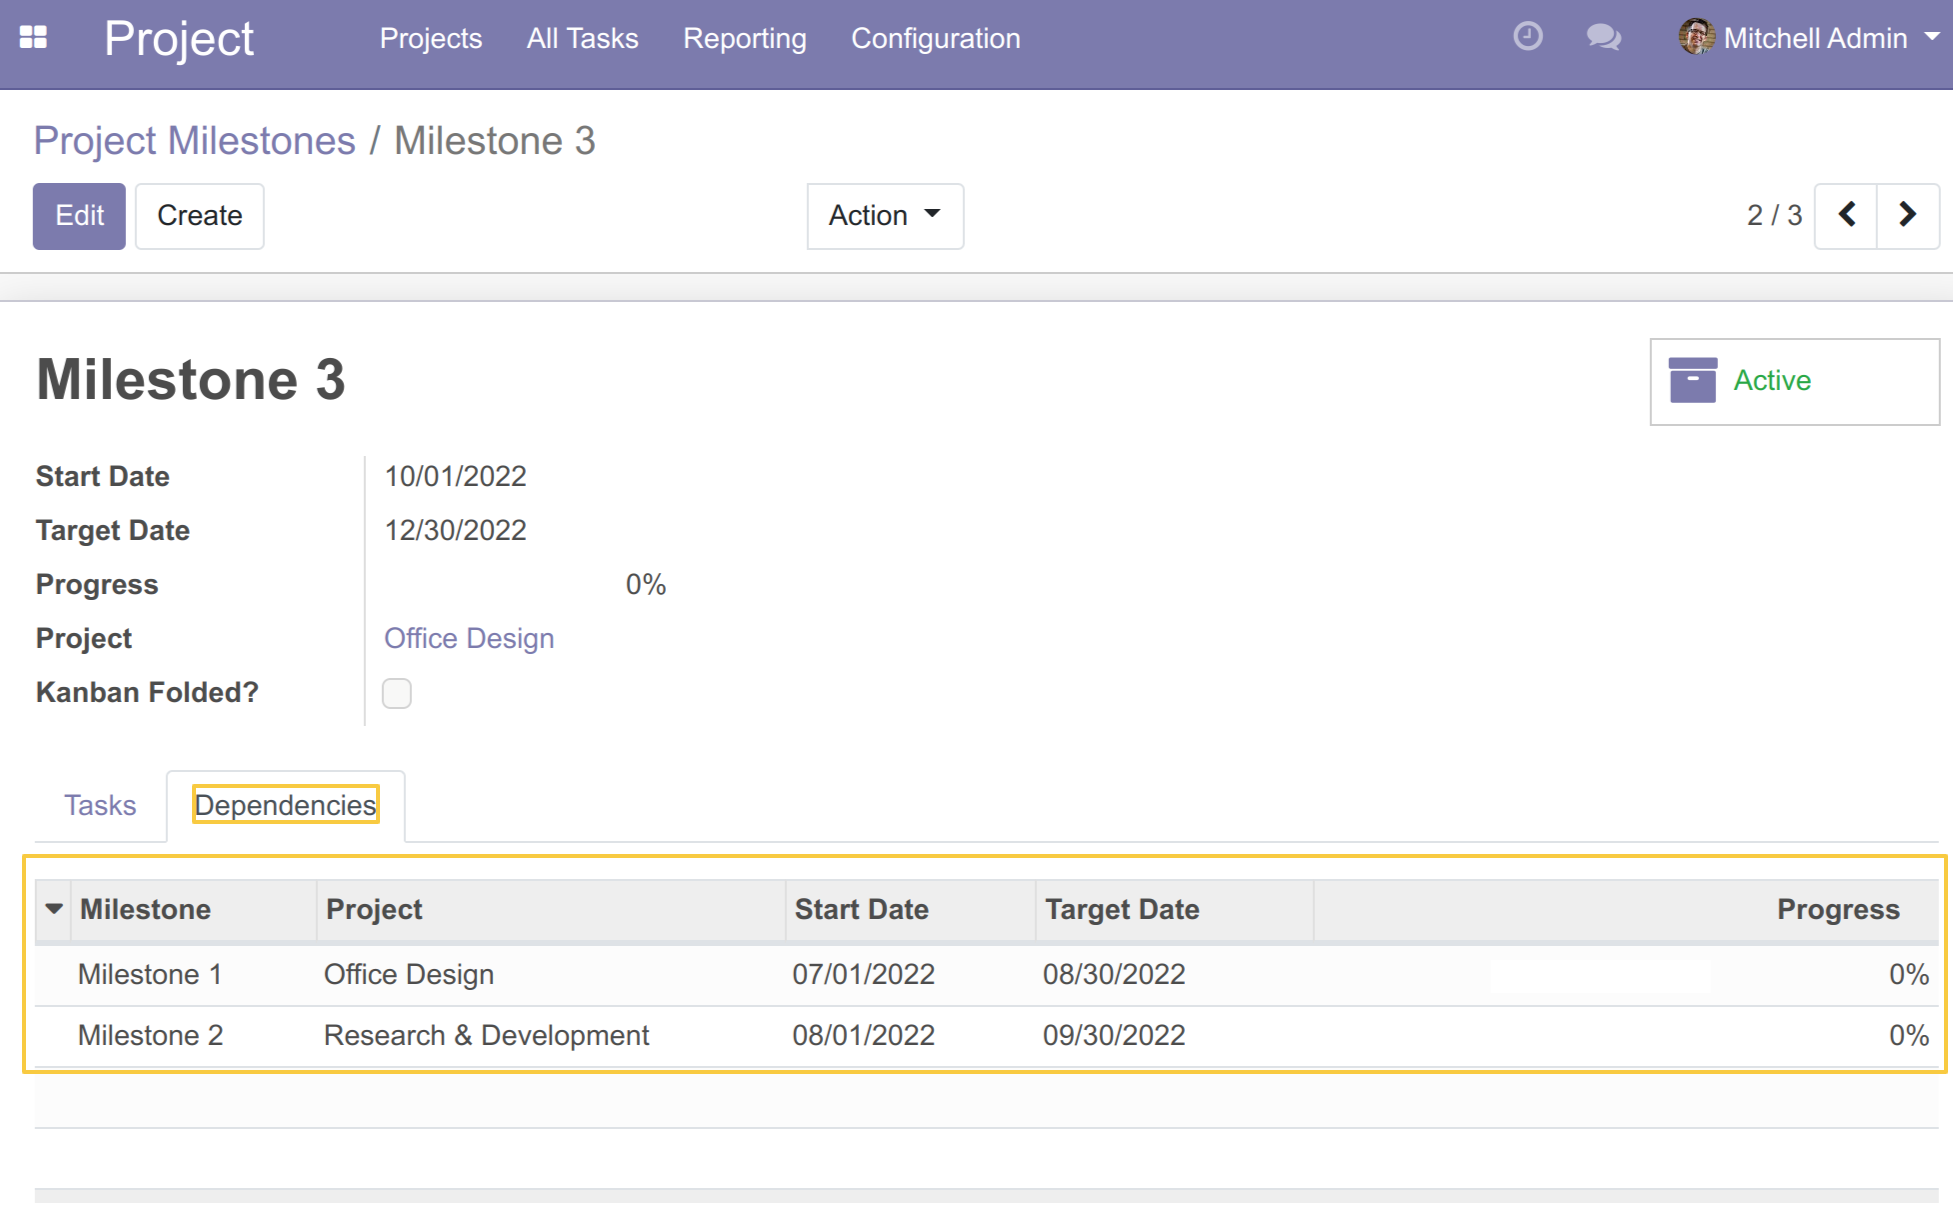 Project Projects All Tasks Reporting Configuration Mitchell Admin
Project Milestones / Milestone 3
Edit Create Action 2 / 3
Milestone 3
Active
Start Date 10/01/2022
Target Date 12/30/2022
Progress 0%
Project Office Design
Kanban Folded?
Tasks Dependencies
Milestone Project Start Date Target Date Progress
Milestone 1 Office Design 07/01/2022 08/30/2022 0%
Milestone 2 Research & Development 08/01/2022 09/30/2022 0%